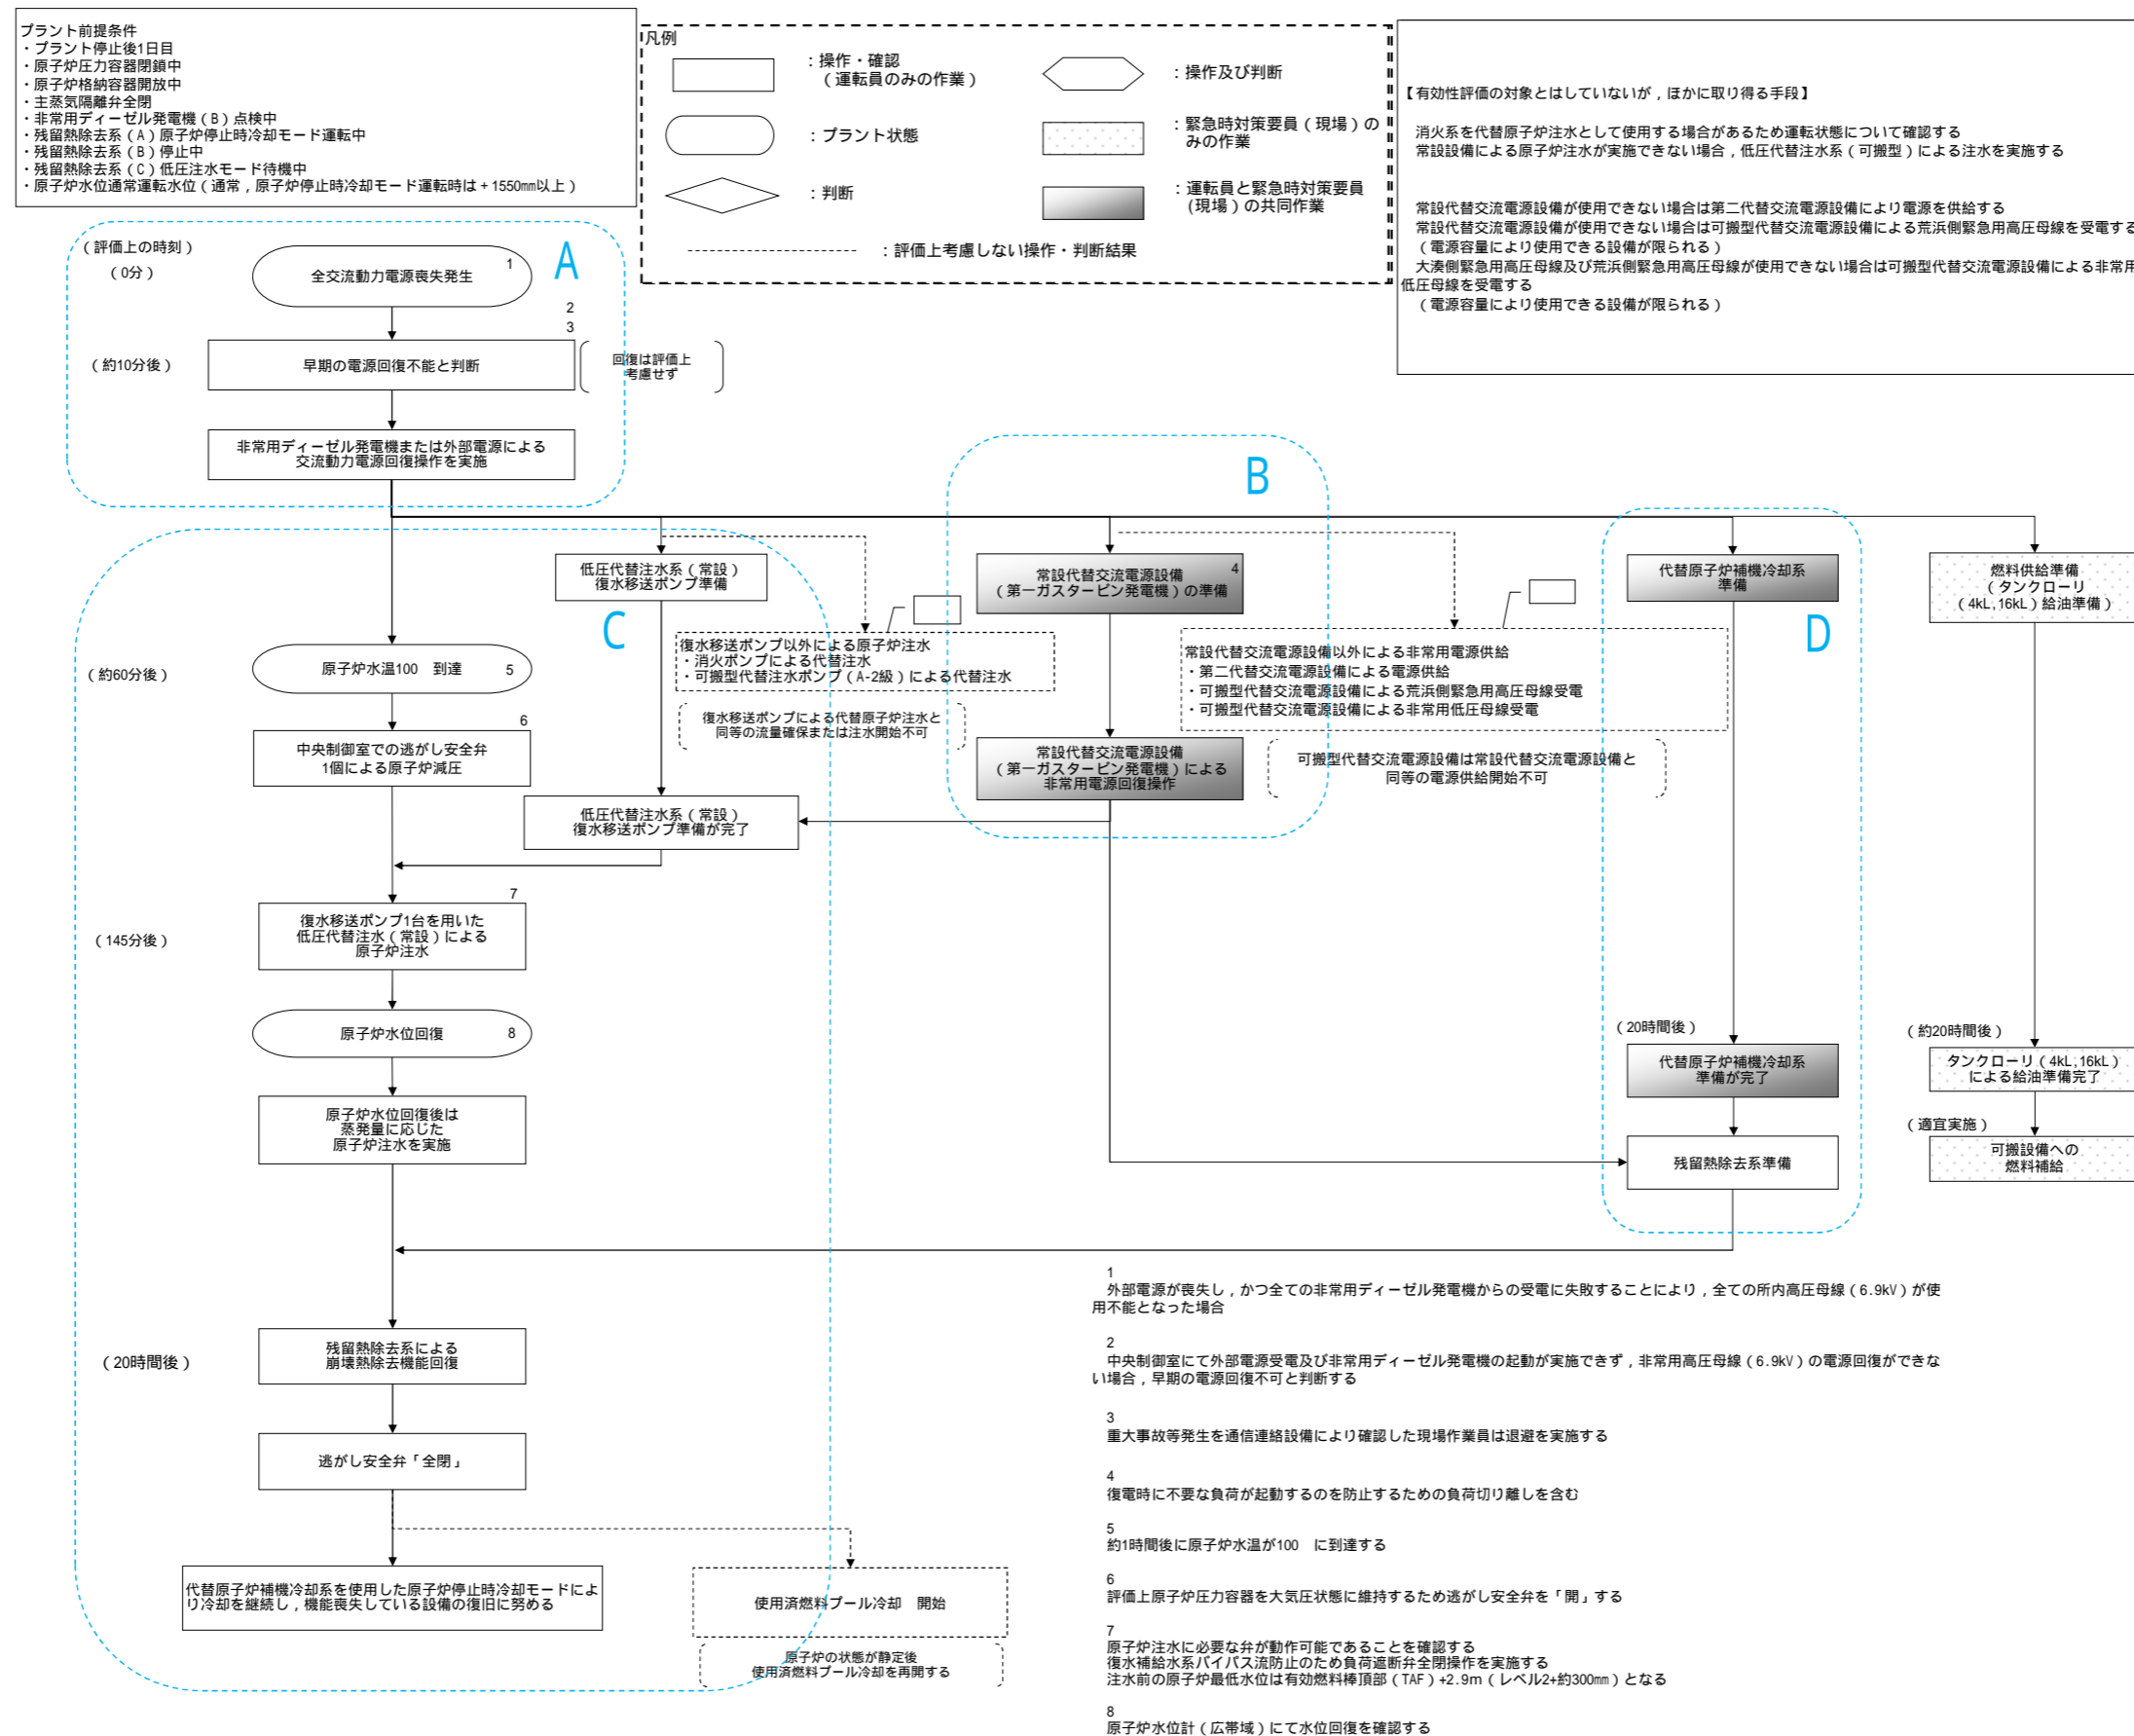 プラント前提条件
・プラント停止後1日目
・原子炉圧力容器閉鎖中
・原子炉格納容器開放中
・主蒸気隔離弁全閉
・非常用ディーゼル発電機（B）点検中
・残留熱除去系（A）原子炉停止時冷却モード運転中
・残留熱除去系（B）停止中
・残留熱除去系（C）低圧注水モード待機中
・原子炉水位通常運転水位（通常，原子炉停止時冷却モード運転時は＋1550㎜以上）
凡例
：操作・確認
（運転員のみの作業）
：操作及び判断
：プラント状態
：緊急時対策要員（現場）の
みの作業
：判断
：運転員と緊急時対策要員
（現場）の共同作業
：評価上考慮しない操作・判断結果
【有効性評価の対象とはしていないが，ほかに取り得る手段】
消火系を代替原子炉注水として使用する場合があるため運転状態について確認する
常設設備による原子炉注水が実施できない場合，低圧代替注水系（可搬型）による注水を実施する
常設代替交流電源設備が使用できない場合は第二代替交流電源設備により電源を供給する
常設代替交流電源設備が使用できない場合は可搬型代替交流電源設備による荒浜側緊急用高圧母線を受電する
（電源容量により使用できる設備が限られる）
大湊側緊急用高圧母線及び荒浜側緊急用高圧母線が使用できない場合は可搬型代替交流電源設備による非常用
低圧母線を受電する
（電源容量により使用できる設備が限られる）
（評価上の時刻）
（0分）
全交流動力電源喪失発生
1
A
2
3
（約10分後）
早期の電源回復不能と判断
回復は評価上
考慮せず
非常用ディーゼル発電機または外部電源による
交流動力電源回復操作を実施
B
低圧代替注水系（常設）
復水移送ポンプ準備
常設代替交流電源設備
（第一ガスタービン発電機）の準備
4
代替原子炉補機冷却系
準備
燃料供給準備
（タンクローリ
（4kL,16kL）給油準備）
C
D
（約60分後）
原子炉水温100　到達
5
復水移送ポンプ以外による原子炉注水
・消火ポンプによる代替注水
・可搬型代替注水ポンプ（A-2級）による代替注水
常設代替交流電源設備以外による非常用電源供給
・第二代替交流電源設備による電源供給
・可搬型代替交流電源設備による荒浜側緊急用高圧母線受電
・可搬型代替交流電源設備による非常用低圧母線受電
復水移送ポンプによる代替原子炉注水と
同等の流量確保または注水開始不可
6
中央制御室での逃がし安全弁
1個による原子炉減圧
常設代替交流電源設備
（第一ガスタービン発電機）による
非常用電源回復操作
可搬型代替交流電源設備は常設代替交流電源設備と
同等の電源供給開始不可
低圧代替注水系（常設）
復水移送ポンプ準備が完了
7
（145分後）
復水移送ポンプ1台を用いた
低圧代替注水（常設）による
原子炉注水
原子炉水位回復
8
（20時間後）
代替原子炉補機冷却系
準備が完了
（約20時間後）
タンクローリ（4kL,16kL）
による給油準備完了
原子炉水位回復後は
蒸発量に応じた
原子炉注水を実施
残留熱除去系準備
（適宜実施）
可搬設備への
燃料補給
（20時間後）
残留熱除去系による
崩壊熱除去機能回復
逃がし安全弁「全閉」
代替原子炉補機冷却系を使用した原子炉停止時冷却モードによ
り冷却を継続し，機能喪失している設備の復旧に努める
使用済燃料プール冷却　開始
原子炉の状態が静定後
使用済燃料プール冷却を再開する
1
外部電源が喪失し，かつ全ての非常用ディーゼル発電機からの受電に失敗することにより，全ての所内高圧母線（6.9kV）が使
用不能となった場合
2
中央制御室にて外部電源受電及び非常用ディーゼル発電機の起動が実施できず，非常用高圧母線（6.9kV）の電源回復ができな
い場合，早期の電源回復不可と判断する
3
重大事故等発生を通信連絡設備により確認した現場作業員は退避を実施する
4
復電時に不要な負荷が起動するのを防止するための負荷切り離しを含む
5
約1時間後に原子炉水温が100　に到達する
6
評価上原子炉圧力容器を大気圧状態に維持するため逃がし安全弁を「開」する
7
原子炉注水に必要な弁が動作可能であることを確認する
復水補給水系バイパス流防止のため負荷遮断弁全閉操作を実施する
注水前の原子炉最低水位は有効燃料棒頂部（TAF）+2.9m（レベル2+約300㎜）となる
8
原子炉水位計（広帯域）にて水位回復を確認する